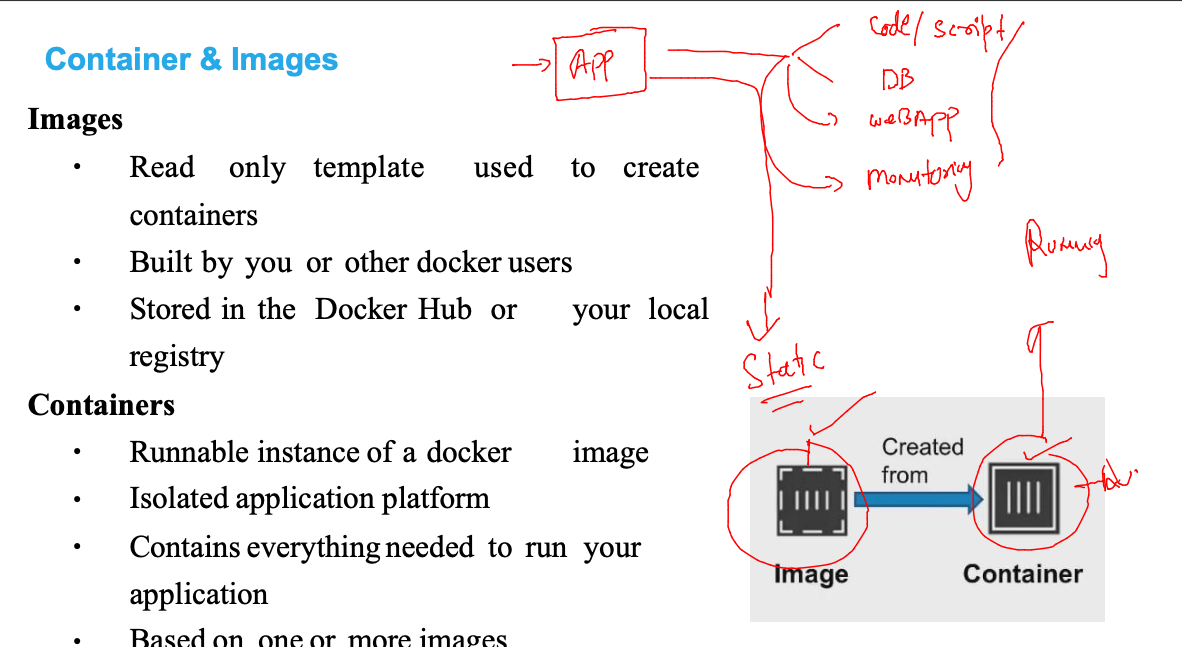 Container & Images
Images
• Read only template used to create
containers
• Built by you or other docker users
• Stored in the Docker Hub or your local
registry
Containers
• Runnable instance of a docker image
• Isolated application platform
• Contains everything needed to run your
application
• Based on one or more images
APP
code/script/
DB
weBApp
Static
Created
from
Image
Container